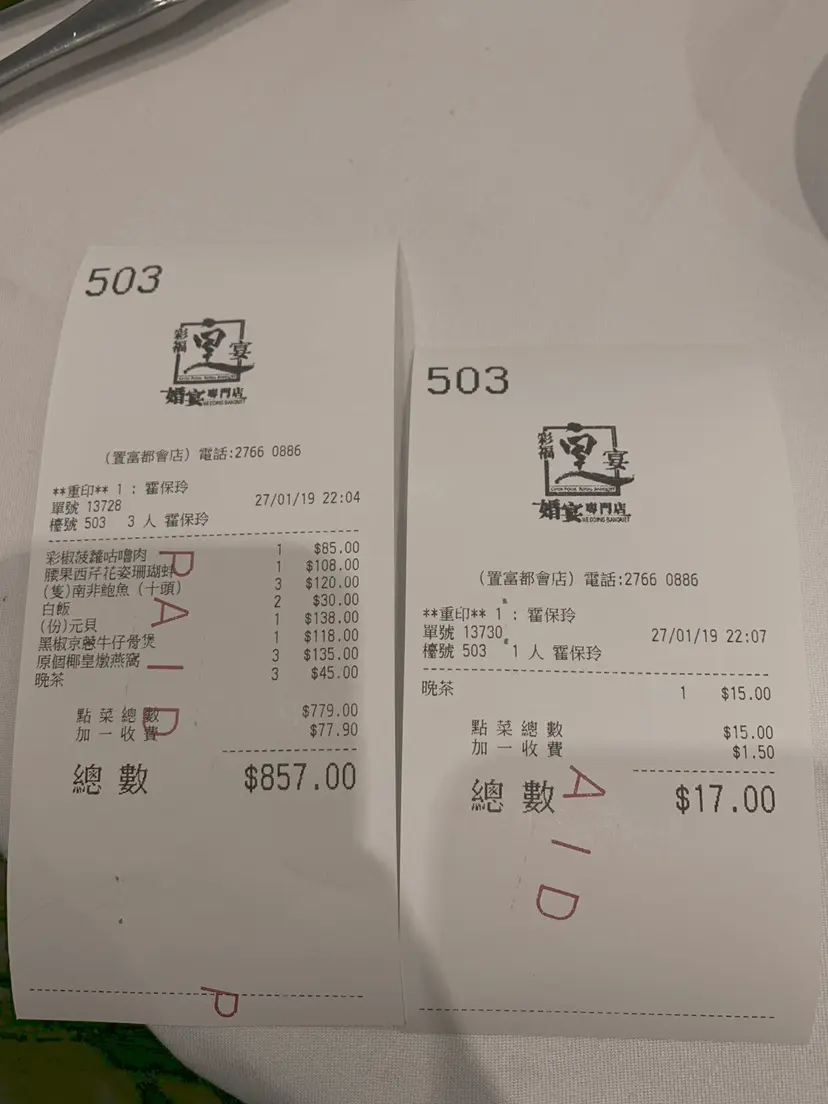 503
彩福
皇
宴
婚宴專門店
WEDDING BANQUET
(置富都會店) 電話:2766 0886
**重印** 1 : 霍保玲
單號 13728 27/01/19 22:04
檯號 503 3 人 霍保玲
彩椒菠蘿咕嚕肉 1 $85.00
腰果西芹花姿珊瑚蚌 1 $108.00
(隻)南非鮑魚 (十頭) 3 $120.00
白飯 2 $30.00
(份)元貝 1 $138.00
黑椒京蔥牛仔骨煲 1 $118.00
原個椰皇燉燕窩 3 $135.00
晚茶 3 $45.00
點菜總數 $779.00
加一收費 $77.90
總數 $857.00
PAID
P
503
彩福
皇
宴
婚宴專門店
WEDDING BANQUET
(置富都會店) 電話:2766 0886
**重印** 1 : 霍保玲
單號 13730 27/01/19 22:07
檯號 503 1 人 霍保玲
晚茶 1 $15.00
點菜總數 $15.00
加一收費 $1.50
總數 $17.00
AID